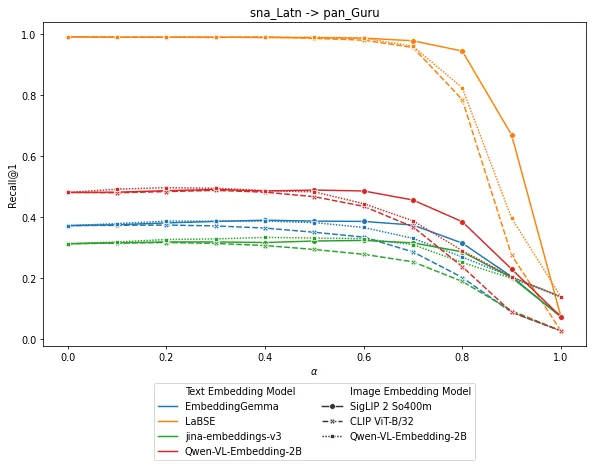 sna_Latn -> pan_Guru
Recall@1
1.0
0.8
0.6
0.4
0.2
0.0
0.0 0.2 0.4 0.6 0.8 1.0
α
Text Embedding Model
EmbeddingGemma
LaBSE
jina-embeddings-v3
Qwen-VL-Embedding-2B
Image Embedding Model
SigLIP 2 So400m
CLIP ViT-B/32
Qwen-VL-Embedding-2B